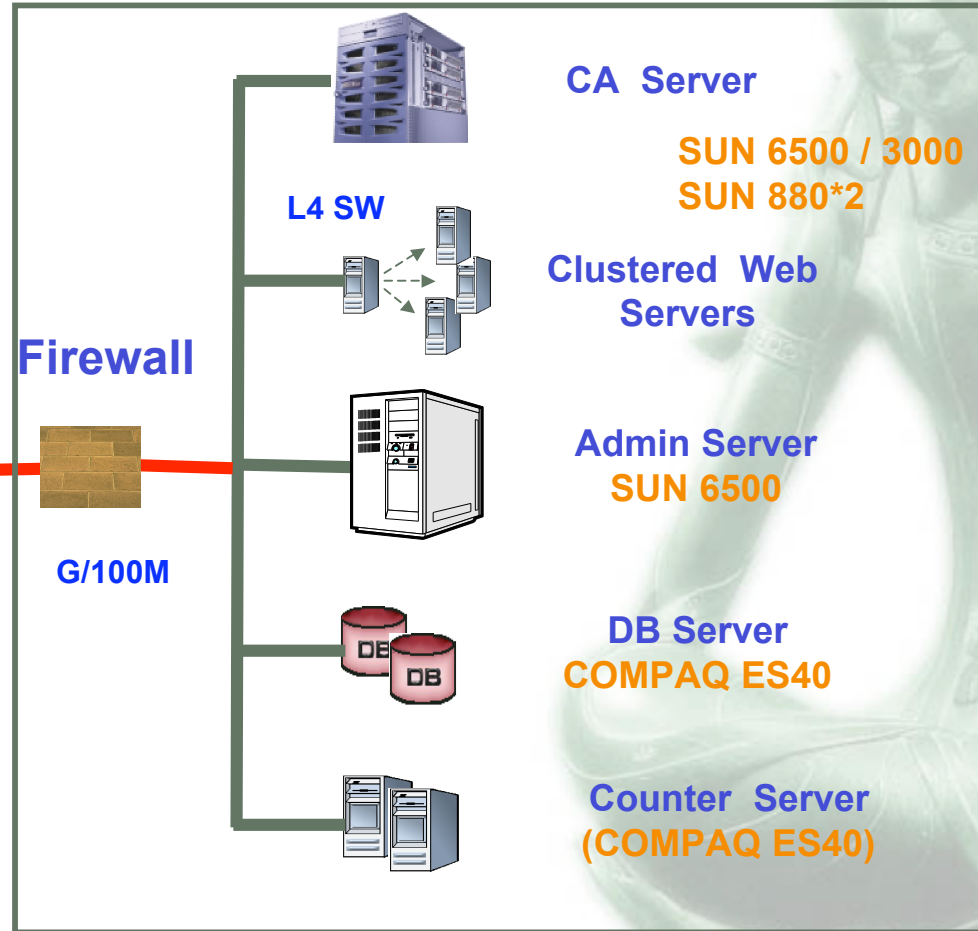 CA Server
SUN 6500 / 3000
SUN 880*2
L4 SW
Clustered Web
Servers
Firewall
G/100M
Admin Server
SUN 6500
DB
DB
DB Server
COMPAQ ES40
Counter Server
(COMPAQ ES40)